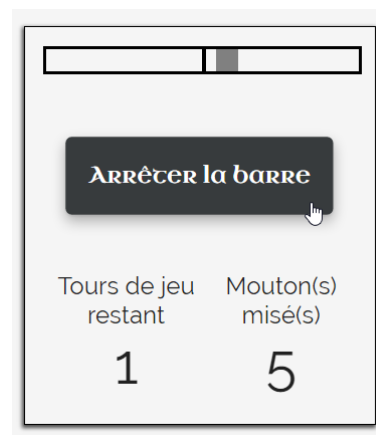 Arrêter la barre
Tours de jeu
restant
1
Mouton(s)
misé(s)
5